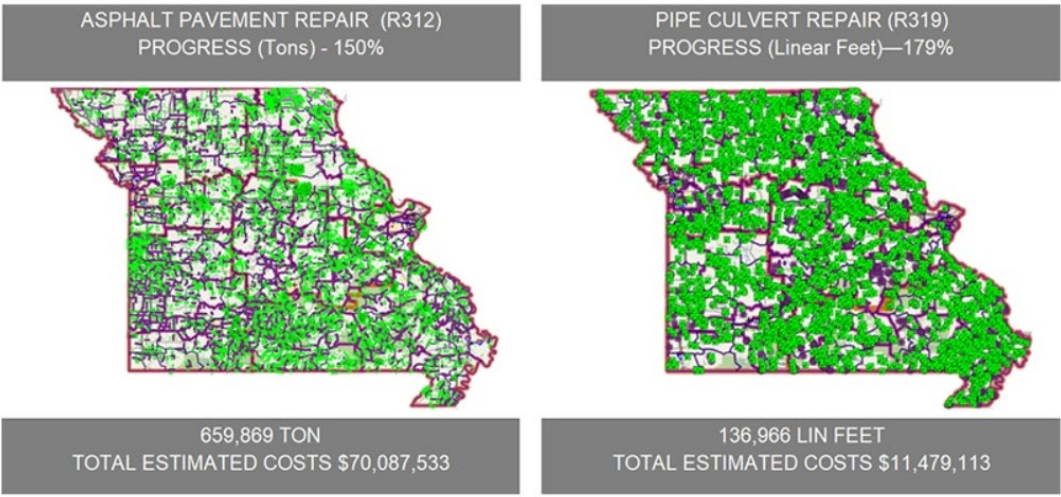 ASPHALT PAVEMENT REPAIR (R312)
PROGRESS (Tons) - 150%
PIPE CULVERT REPAIR (R319)
PROGRESS (Linear Feet)—179%
659,869 TON
TOTAL ESTIMATED COSTS $70,087,533
136,966 LIN FEET
TOTAL ESTIMATED COSTS $11,479,113